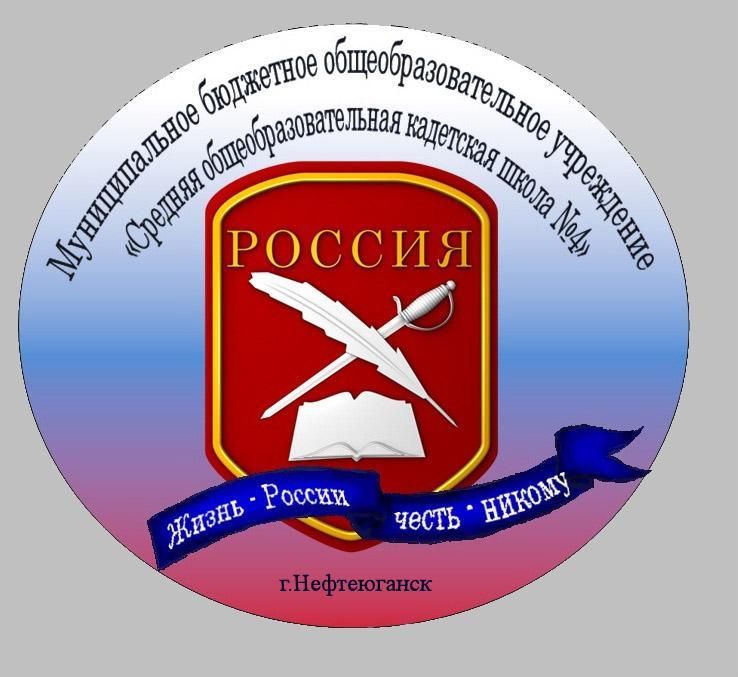 Муниципальное бюджетное общеобразовательное учреждение
«Средняя общеобразовательная кадетская школа №4»
РОССИЯ
Жизнь - России честь - никому
г.Нефтеюганск